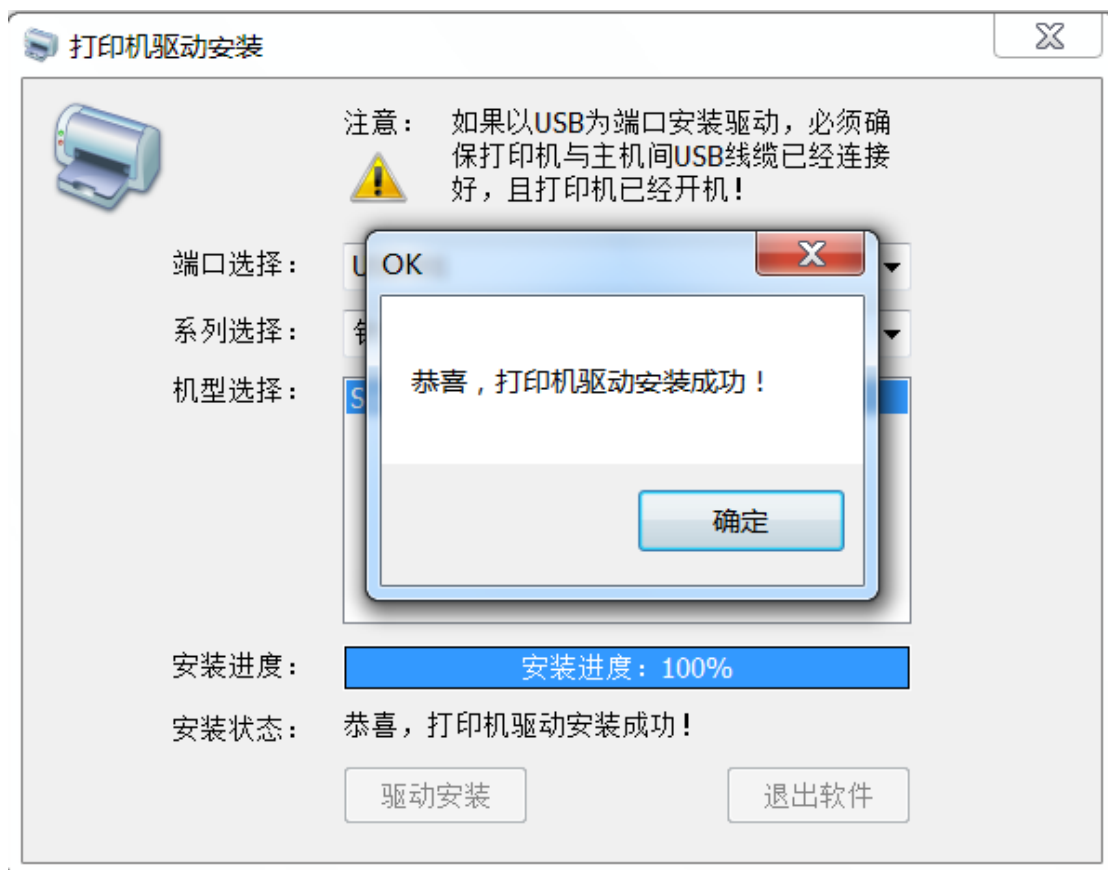 打印机驱动安装
注意： 如果以USB为端口安装驱动，必须确
保打印机与主机间USB线缆已经连接
好，且打印机已经开机！
端口选择：
OK
系列选择：
机型选择：
恭喜，打印机驱动安装成功！
确定
安装进度： 安装进度：100%
安装状态： 恭喜，打印机驱动安装成功！
驱动安装 退出软件